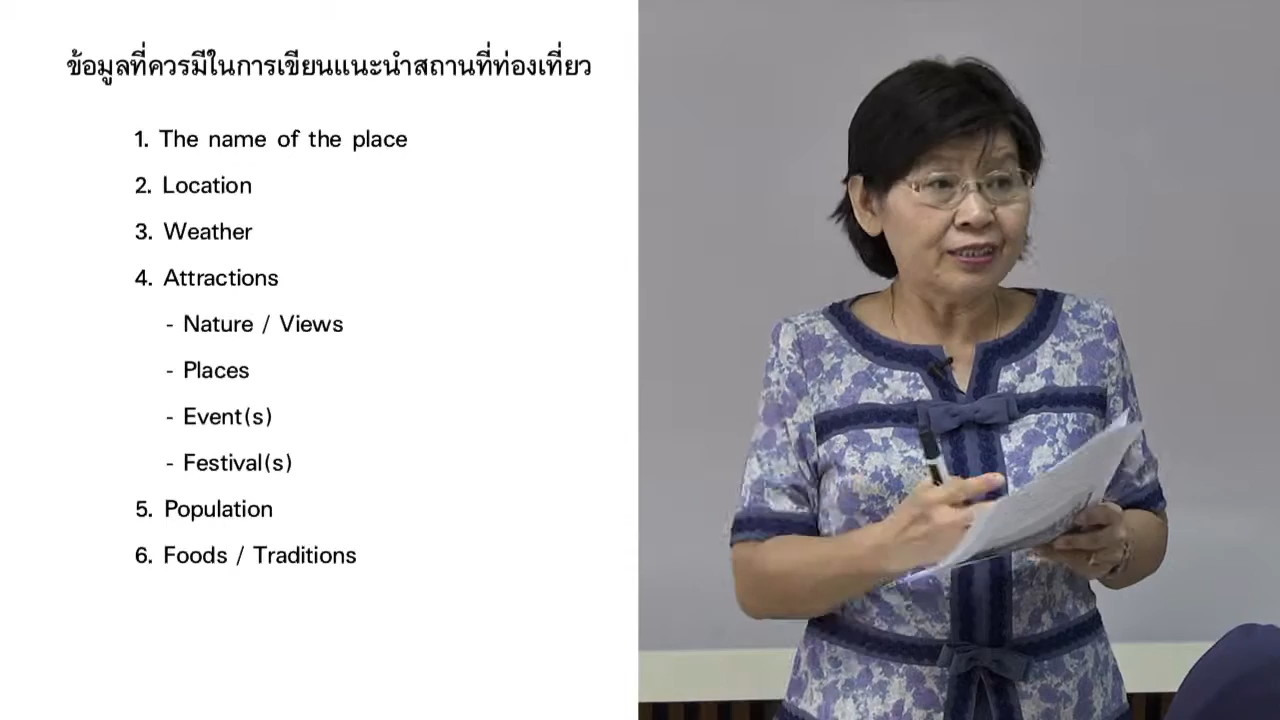 ข้อมูลที่ควรมีในการเขียนแนะนำสถานที่ท่องเที่ยว
1. The name of the place
2. Location
3. Weather
4. Attractions
- Nature / Views
- Places
- Event(s)
- Festival(s)
5. Population
6. Foods / Traditions